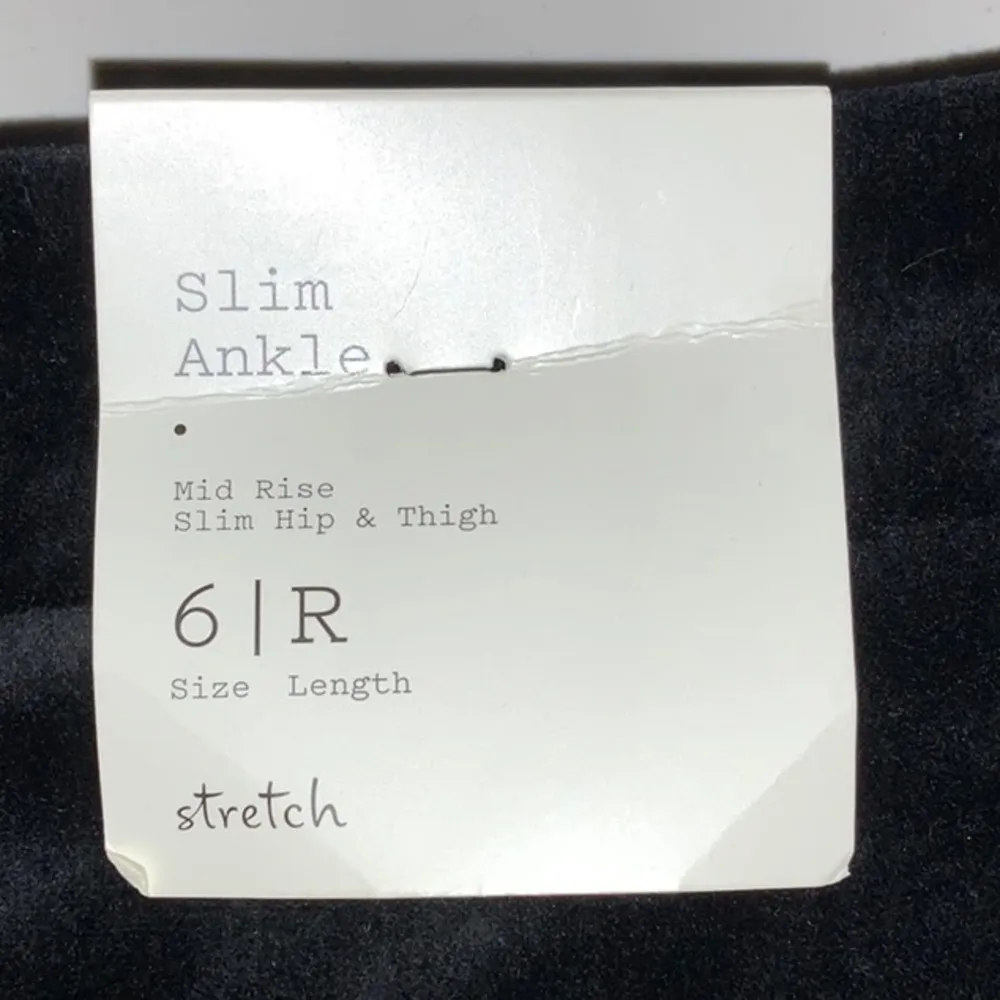 Slim
Ankle
•
Mid Rise
Slim Hip & Thigh
6|R
Size Length
stretch